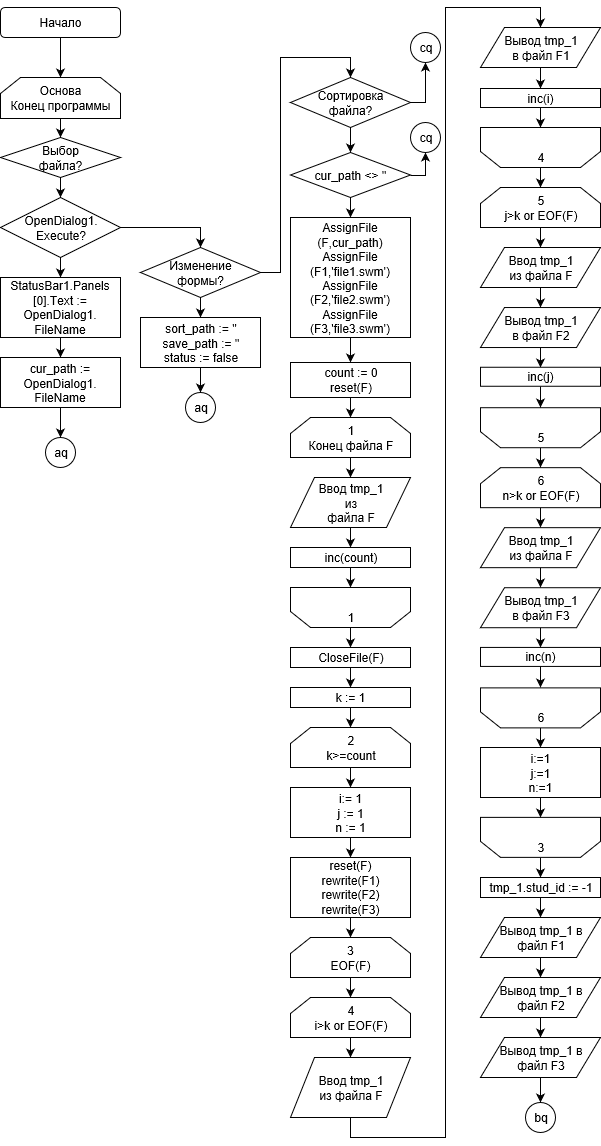 Начало
Основа
Конец программы
Выбор
файла?
OpenDialog1.
Execute?
StatusBar1.Panels
[0].Text :=
OpenDialog1.
FileName
cur_path :=
OpenDialog1.
FileName
aq
Изменение
формы?
sort_path := ''
save_path := ''
status := false
aq
Сортировка
файла?
cq
cur_path <> ''
cq
AssignFile
(F,cur_path)
AssignFile
(F1,'file1.swm')
AssignFile
(F2,'file2.swm')
AssignFile
(F3,'file3.swm')
count := 0
reset(F)
1
Конец файла F
Ввод tmp_1
из
файла F
inc(count)
1
CloseFile(F)
k := 1
2
k>=count
i:= 1
j := 1
n := 1
reset(F)
rewrite(F1)
rewrite(F2)
rewrite(F3)
3
EOF(F)
4
i>k or EOF(F)
Ввод tmp_1
из файла F
Вывод tmp_1
в файл F1
inc(i)
4
5
j>k or EOF(F)
Ввод tmp_1
из файла F
Вывод tmp_1
в файл F2
inc(j)
5
6
n>k or EOF(F)
Ввод tmp_1
из файла F
Вывод tmp_1
в файл F3
inc(n)
6
i:=1
j:=1
n:=1
3
tmp_1.stud_id := -1
Вывод tmp_1 в
файл F1
Вывод tmp_1 в
файл F2
Вывод tmp_1 в
файл F3
bq